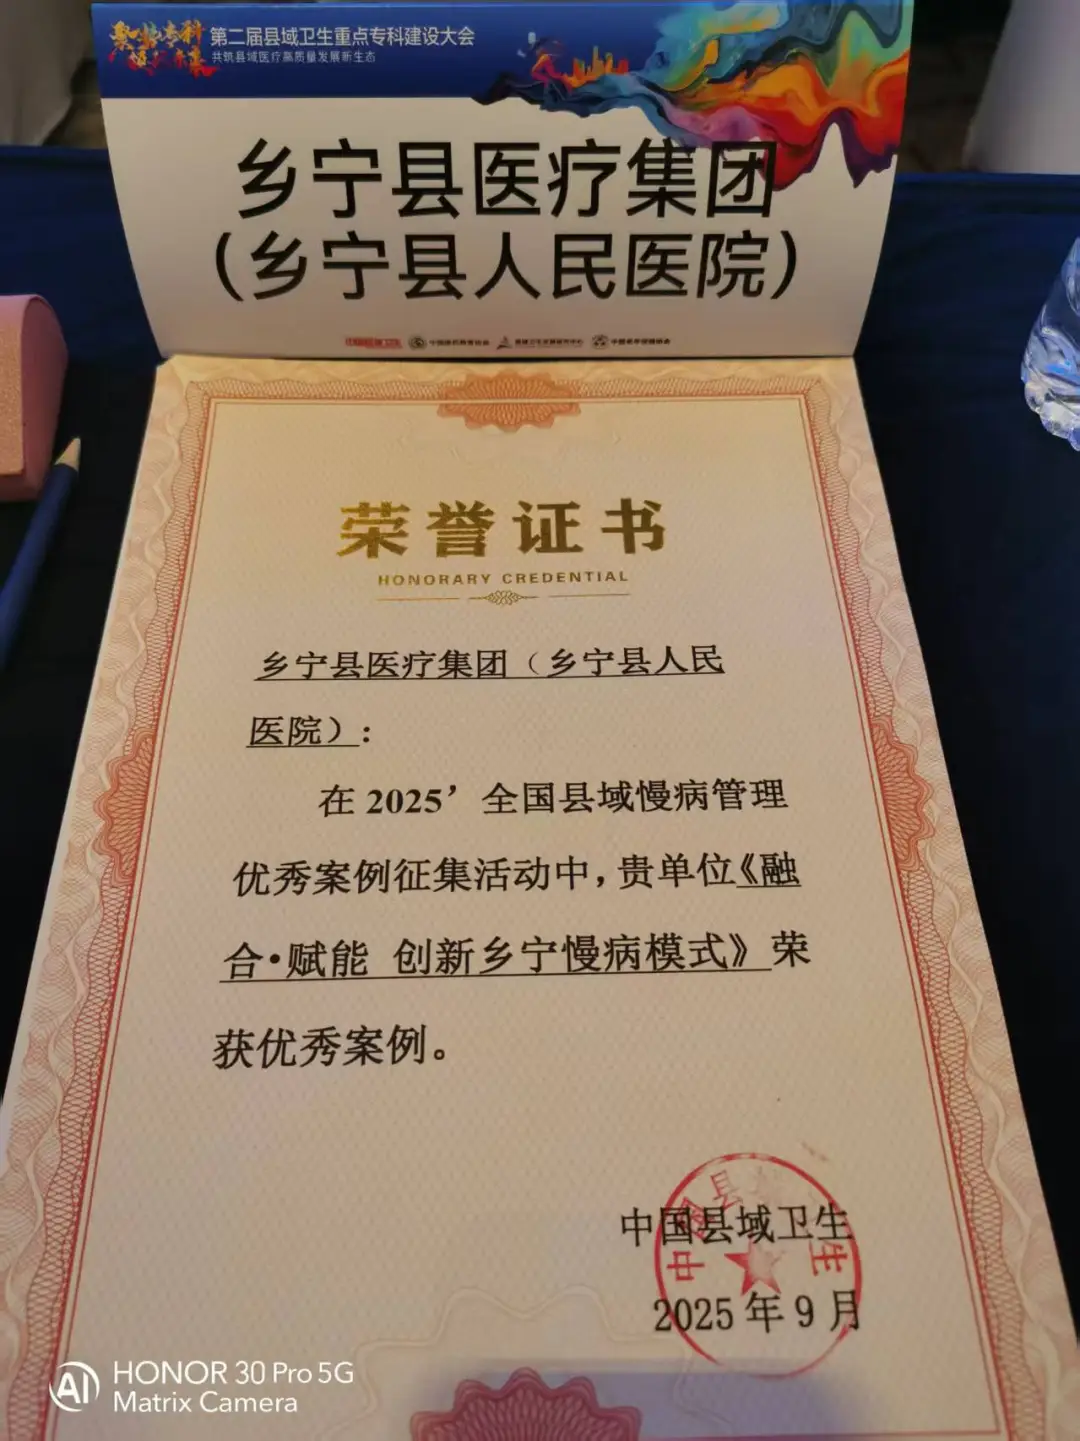 第二届县域卫生重点专科建设大会
共筑县域医疗高质量发展新生态
乡宁县医疗集团
（乡宁县人民医院）
荣誉证书
HONORARY CREDENTIAL
乡宁县医疗集团（乡宁县人民
医院）：
在 2025’全国县域慢病管理
优秀案例征集活动中，贵单位《融
合·赋能 创新乡宁慢病模式》荣
获优秀案例。
中国县域卫生
2025 年 9 月
HONOR 30 Pro 5G
Matrix Camera